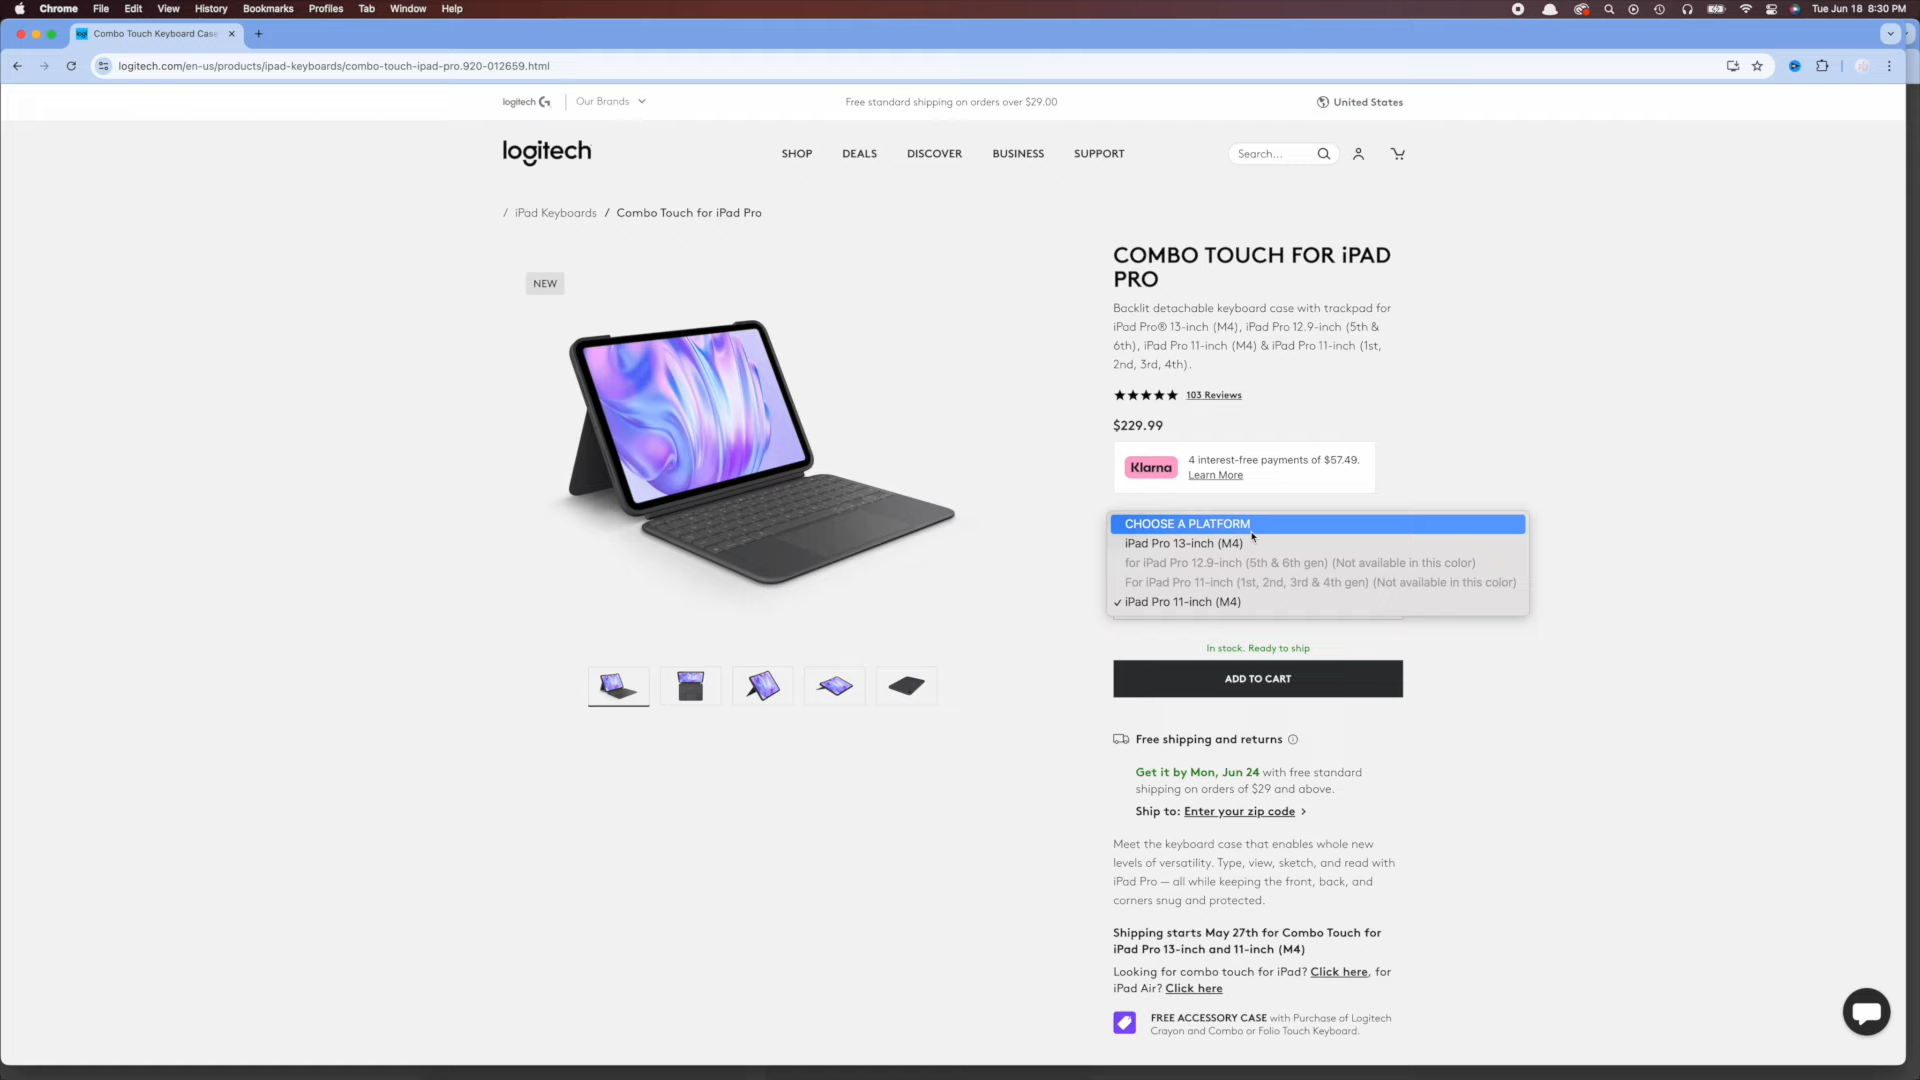 Chrome File Edit View History Bookmarks Profiles Tab Window Help
Tue Jun 18 8:30 PM
logi Combo Touch Keyboard Case
logitech.com/en-us/products/ipad-keyboards/combo-touch-ipad-pro.920-012659.html
logitech G Our Brands
Free standard shipping on orders over $29.00
United States
logitech
SHOP DEALS DISCOVER BUSINESS SUPPORT
Search...
/ iPad Keyboards / Combo Touch for iPad Pro
NEW
COMBO TOUCH FOR iPAD
PRO
Backlit detachable keyboard case with trackpad for
iPad Pro® 13-inch (M4), iPad Pro 12.9-inch (5th &
6th), iPad Pro 11-inch (M4) & iPad Pro 11-inch (1st,
2nd, 3rd, 4th).
103 Reviews
$229.99
Klarna
4 interest-free payments of $57.49.
Learn More
CHOOSE A PLATFORM
iPad Pro 13-inch (M4)
for iPad Pro 12.9-inch (5th & 6th gen) (Not available in this color)
For iPad Pro 11-inch (1st, 2nd, 3rd & 4th gen) (Not available in this color)
✓ iPad Pro 11-inch (M4)
In stock. Ready to ship
ADD TO CART
Free shipping and returns
Get it by Mon, Jun 24 with free standard
shipping on orders of $29 and above.
Ship to: Enter your zip code >
Meet the keyboard case that enables whole new
levels of versatility. Type, view, sketch, and read with
iPad Pro — all while keeping the front, back, and
corners snug and protected.
Shipping starts May 27th for Combo Touch for
iPad Pro 13-inch and 11-inch (M4)
Looking for combo touch for iPad? Click here, for
iPad Air? Click here
FREE ACCESSORY CASE with Purchase of Logitech
Crayon and Combo or Folio Touch Keyboard.